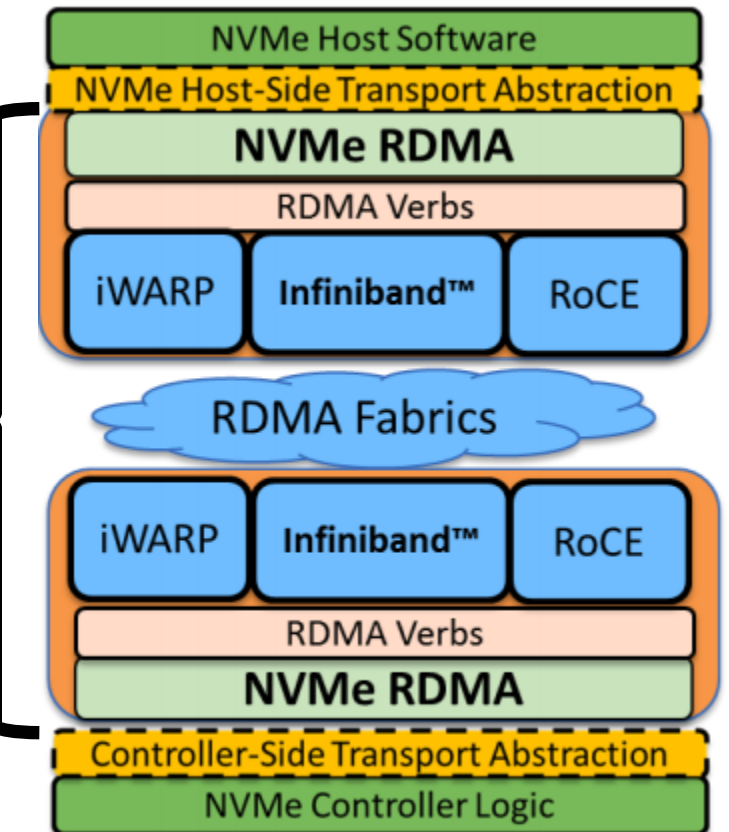 NVMe Host Software
NVMe Host-Side Transport Abstraction
NVMe RDMA
RDMA Verbs
iWARP
Infiniband™
RoCE
RDMA Fabrics
iWARP
Infiniband™
RoCE
RDMA Verbs
NVMe RDMA
Controller-Side Transport Abstraction
NVMe Controller Logic